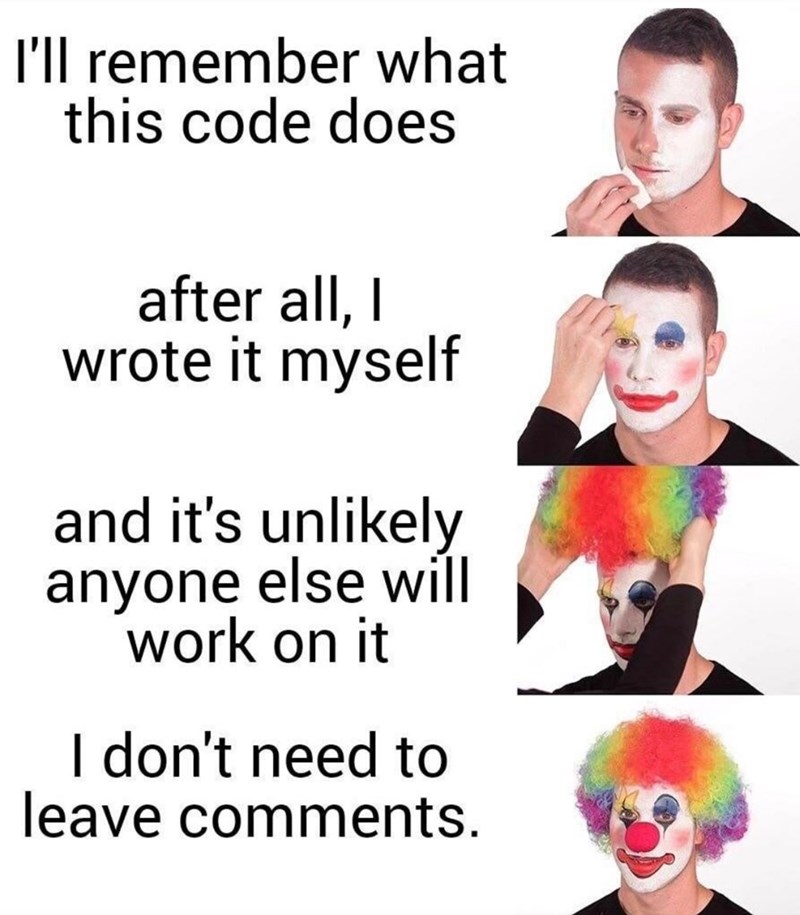 I'll remember what
this code does
after all, I
wrote it myself
and it's unlikely
anyone else will
work on it
I don't need to
leave comments.